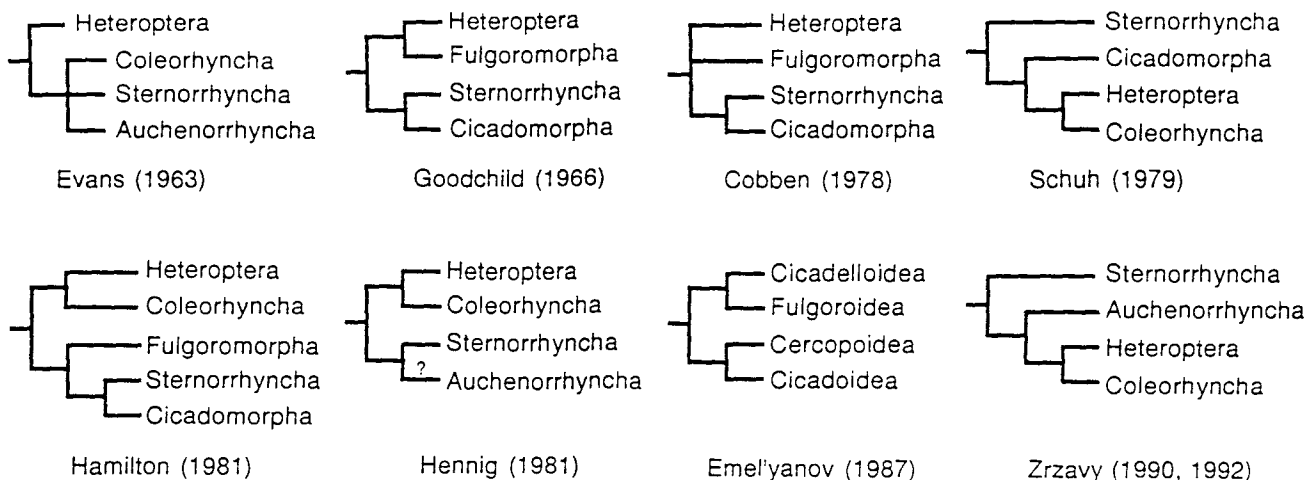 Heteroptera
Coleorhyncha
Sternorrhyncha
Auchenorrhyncha
Evans (1963)
Heteroptera
Fulgoromorpha
Sternorrhyncha
Cicadomorpha
Goodchild (1966)
Heteroptera
Fulgoromorpha
Sternorrhyncha
Cicadomorpha
Cobben (1978)
Sternorrhyncha
Cicadomorpha
Heteroptera
Coleorhyncha
Schuh (1979)
Heteroptera
Coleorhyncha
Fulgoromorpha
Sternorrhyncha
Cicadomorpha
Hamilton (1981)
Heteroptera
Coleorhyncha
Sternorrhyncha
?
Auchenorrhyncha
Hennig (1981)
Cicadelloidea
Fulgoroidea
Cercopoidea
Cicadoidea
Emel'yanov (1987)
Sternorrhyncha
Auchenorrhyncha
Heteroptera
Coleorhyncha
Zrzavy (1990, 1992)